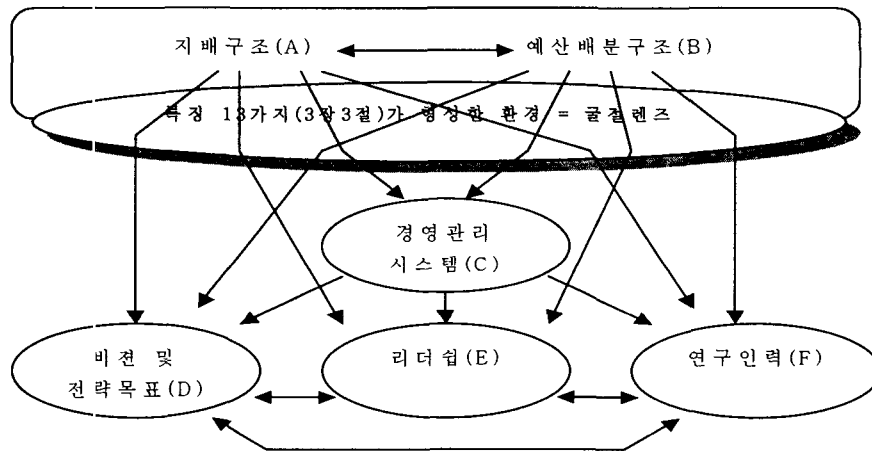 지배구조(A)
예산배분구조(B)
특징 13가지(3장3절)가 형성한 환경 = 굴절렌즈
경영관리
시스템(C)
비젼 및
전략목표(D)
리더쉽(E)
연구인력(F)